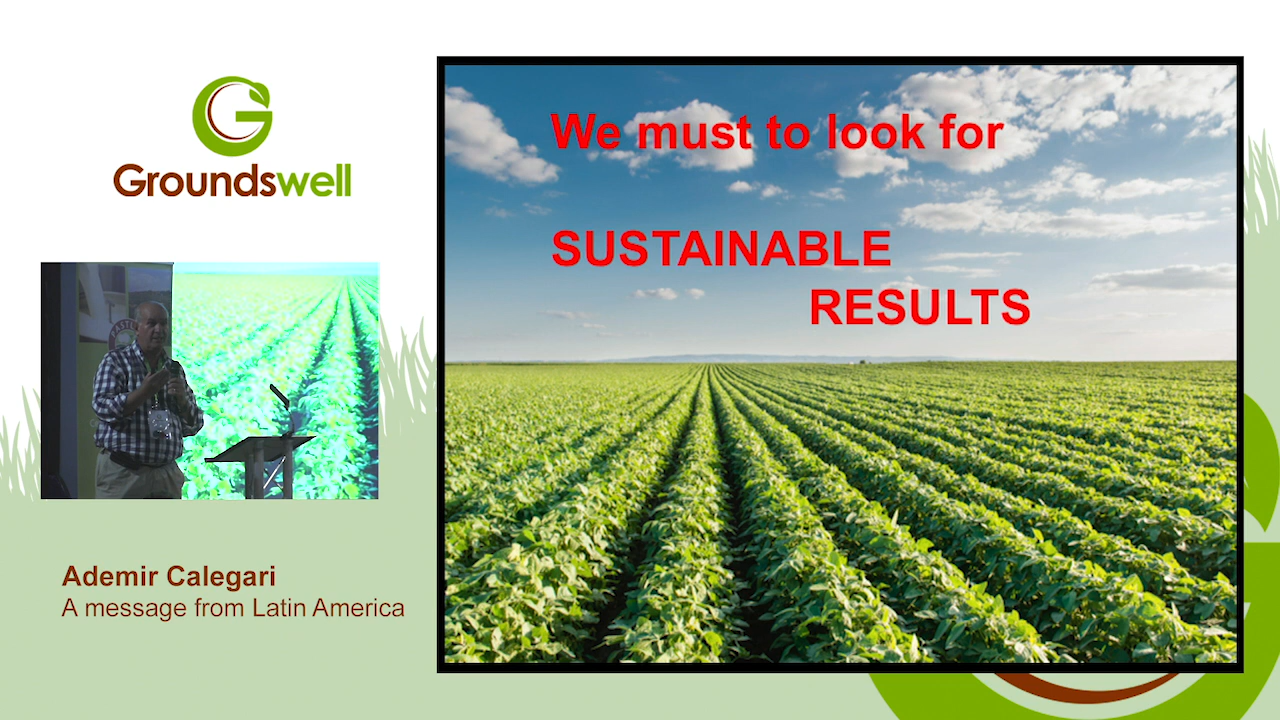 Groundswell
We must to look for
SUSTAINABLE
RESULTS
Ademir Calegari
A message from Latin America